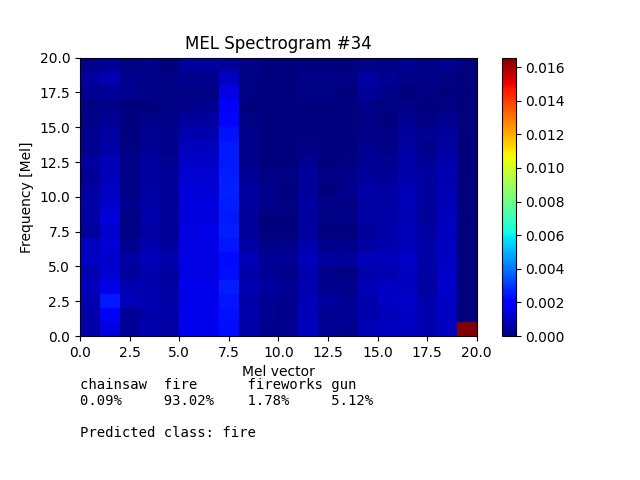 MEL Spectrogram #34
20.0
17.5
15.0
12.5
10.0
7.5
5.0
2.5
0.0
Frequency [Mel]
0.0 2.5 5.0 7.5 10.0 12.5 15.0 17.5 20.0
Mel vector
0.016
0.014
0.012
0.010
0.008
0.006
0.004
0.002
0.000
chainsaw fire fireworks gun
0.09% 93.02% 1.78% 5.12%
Predicted class: fire